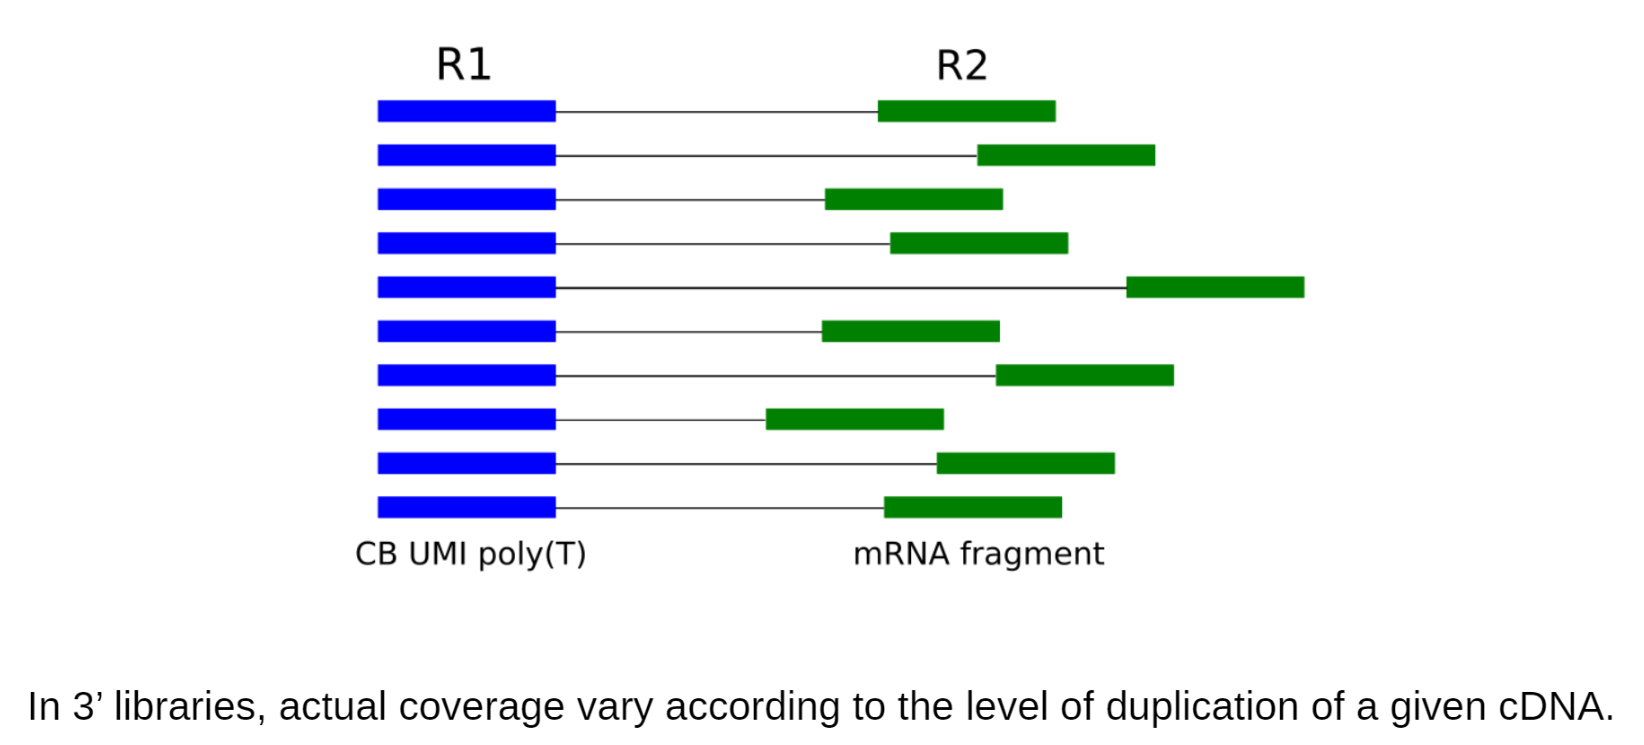 R1 R2
CB UMI poly(T) mRNA fragment
In 3’ libraries, actual coverage vary according to the level of duplication of a given cDNA.